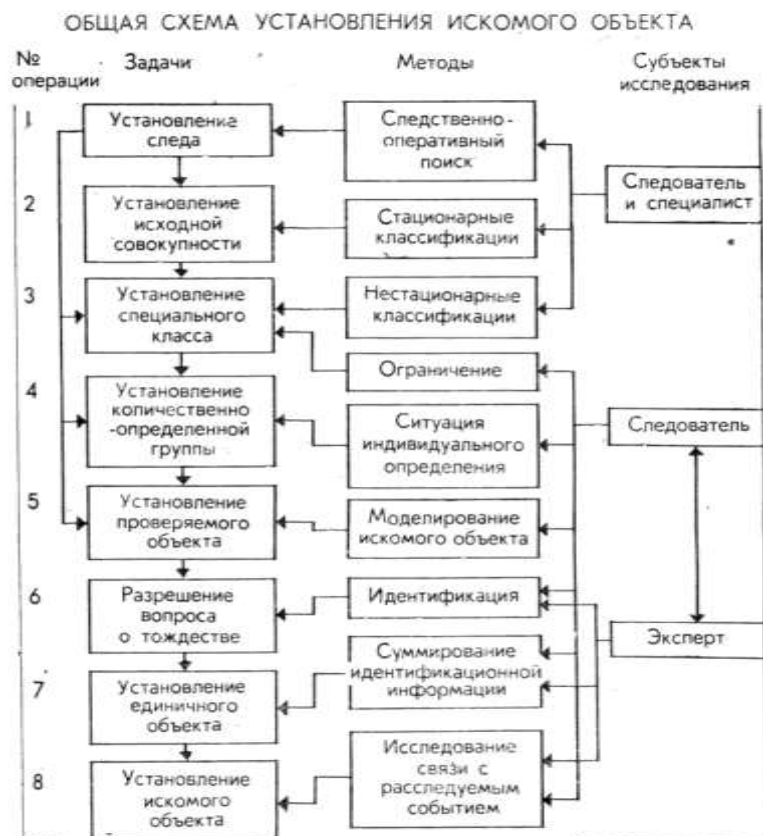 ОБЩАЯ СХЕМА УСТАНОВЛЕНИЯ ИСКОМОГО ОБЪЕКТА
№
операции
Задачи
Методы
Субъекты
исследования
1
Установление
следа
Следственно-
оперативный
поиск
Следователь
и специалист
2
Установление
исходной
совокупности
Стационарные
классификации
3
Установление
специального
класса
Нестационарные
классификации
Ограничение
4
Установление
количественно
-определенной
группы
Ситуация
индивидуального
определения
Следователь
5
Установление
проверяемого
объекта
Моделирование
искомого объекта
6
Разрешение
вопроса
о тождестве
Идентификация
Эксперт
7
Установление
единичного
объекта
Суммирование
идентификационной
информации
8
Установление
искомого
объекта
Исследование
связи с
расследуемым
событием